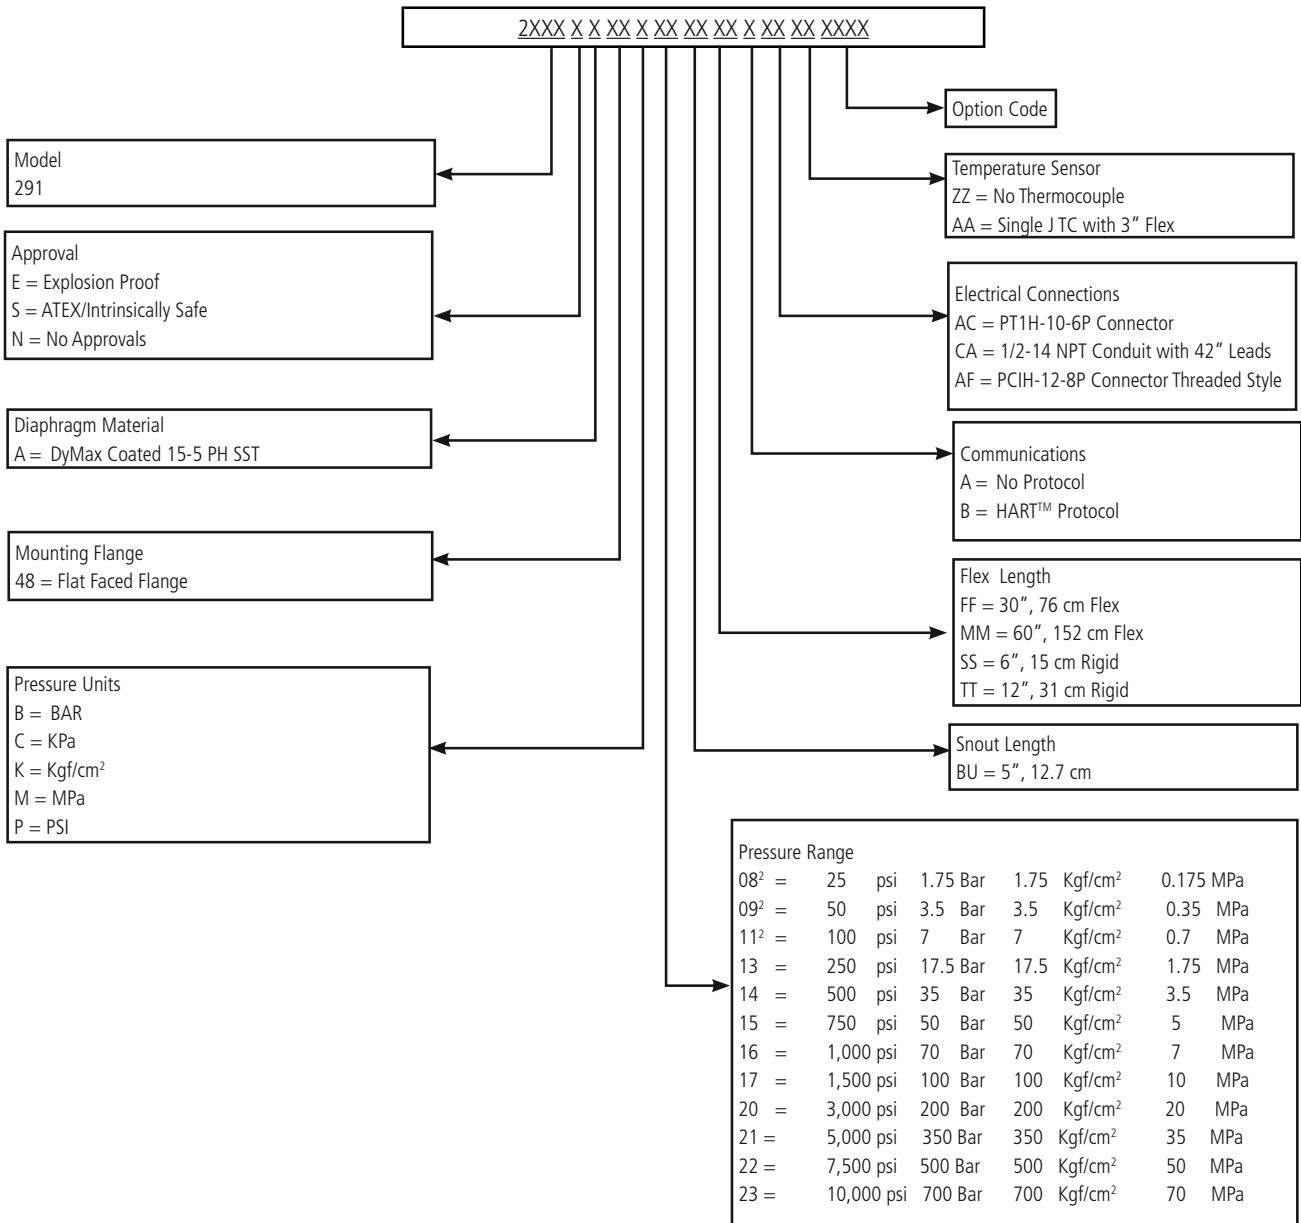 2XXX X X XX X XX XX XX X XX XX XXXX
Option Code
Model
291
Temperature Sensor
ZZ = No Thermocouple
AA = Single J TC with 3" Flex
Approval
E = Explosion Proof
S = ATEX/Intrinsically Safe
N = No Approvals
Electrical Connections
AC = PT1H-10-6P Connector
CA = 1/2-14 NPT Conduit with 42" Leads
AF = PCIH-12-8P Connector Threaded Style
Diaphragm Material
A = DyMax Coated 15-5 PH SST
Communications
A = No Protocol
B = HART™ Protocol
Mounting Flange
48 = Flat Faced Flange
Flex Length
FF = 30", 76 cm Flex
MM = 60", 152 cm Flex
SS = 6", 15 cm Rigid
TT = 12", 31 cm Rigid
Pressure Units
B = BAR
C = KPa
K = Kgf/cm²
M = MPa
P = PSI
Snout Length
BU = 5", 12.7 cm
Pressure Range
08² = 25 psi 1.75 Bar 1.75 Kgf/cm² 0.175 MPa
09² = 50 psi 3.5 Bar 3.5 Kgf/cm² 0.35 MPa
11² = 100 psi 7 Bar 7 Kgf/cm² 0.7 MPa
13 = 250 psi 17.5 Bar 17.5 Kgf/cm² 1.75 MPa
14 = 500 psi 35 Bar 35 Kgf/cm² 3.5 MPa
15 = 750 psi 50 Bar 50 Kgf/cm² 5 MPa
16 = 1,000 psi 70 Bar 70 Kgf/cm² 7 MPa
17 = 1,500 psi 100 Bar 100 Kgf/cm² 10 MPa
20 = 3,000 psi 200 Bar 200 Kgf/cm² 20 MPa
21 = 5,000 psi 350 Bar 350 Kgf/cm² 35 MPa
22 = 7,500 psi 500 Bar 500 Kgf/cm² 50 MPa
23 = 10,000 psi 700 Bar 700 Kgf/cm² 70 MPa